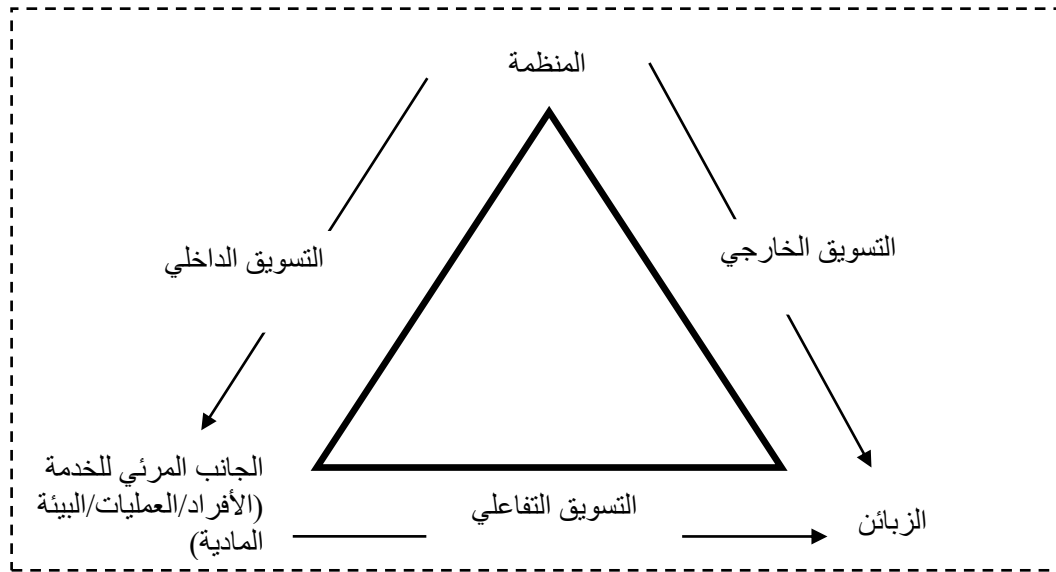 المنظمة
التسويق الخارجي
التسويق الداخلي
الجانب المرئي للخدمة
(الأفراد/العمليات/البيئة
المادية)
التسويق التفاعلي
الزبائن